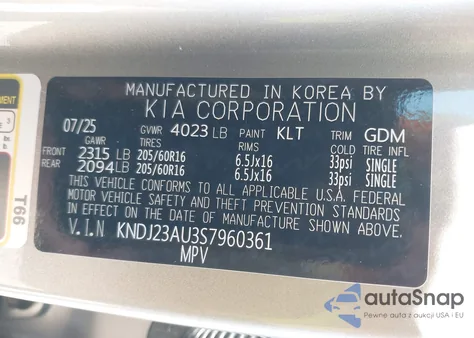 MANUFACTURED IN KOREA BY
KIA CORPORATION
07/25 GVWR 4023 LB PAINT KLT TRIM GDM
GAWR TIRES RIMS COLD TIRE INFL
FRONT 2315 LB 205/60R16 6.5Jx16 33psi SINGLE
REAR 2094 LB 205/60R16 6.5Jx16 33psi SINGLE
THIS VEHICLE CONFORMS TO ALL APPLICABLE U.S.A. FEDERAL
MOTOR VEHICLE SAFETY AND THEFT PREVENTION STANDARDS
IN EFFECT ON THE DATE OF MANUFACTURE SHOWN ABOVE.
V.I.N KNDJ23AU3S7960361
MPV
T66
3
autoSnap
Pewne auta z aukcji USA i EU